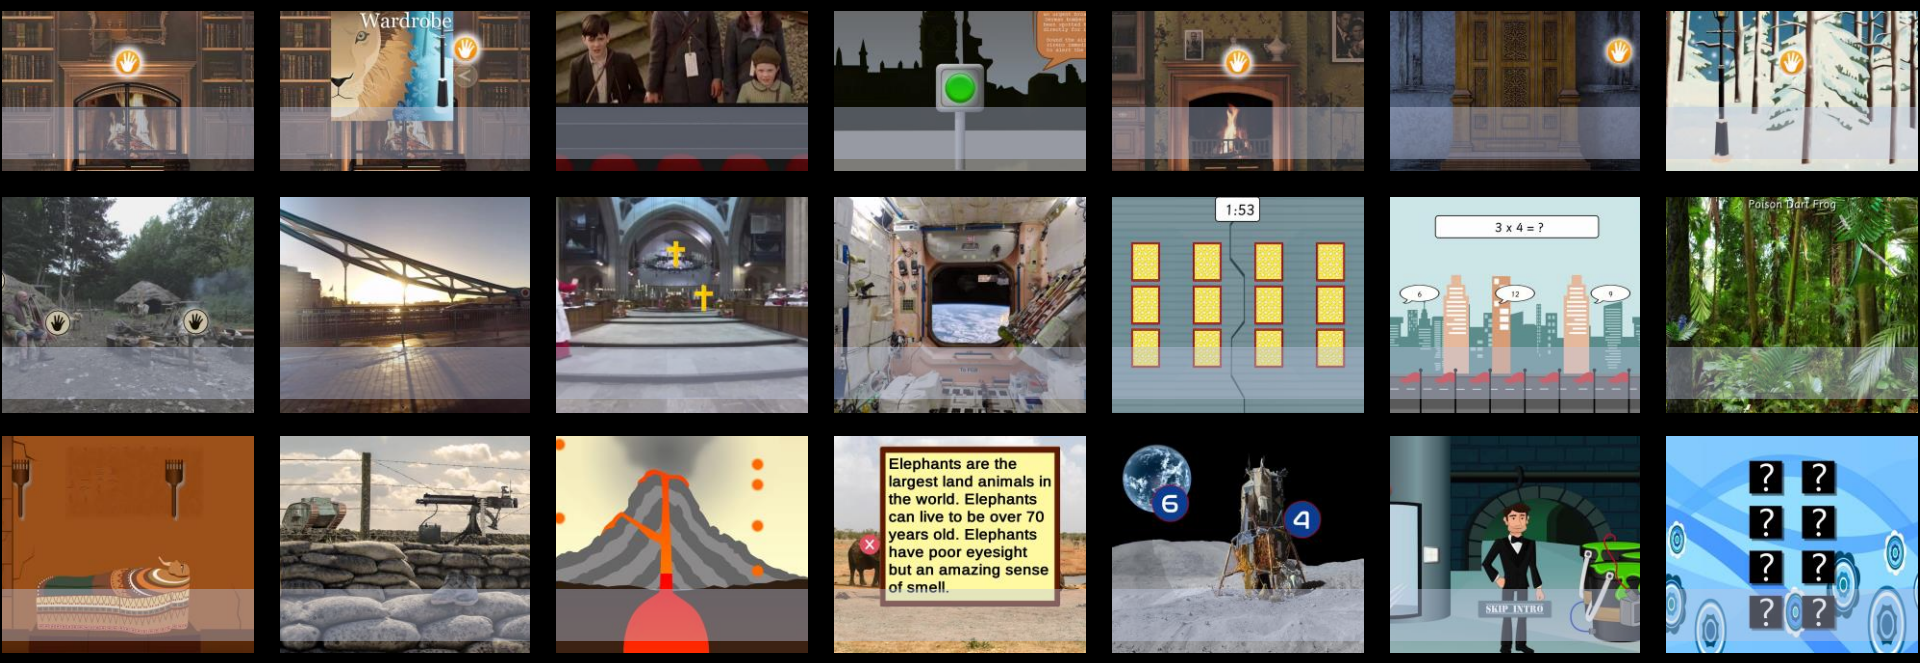 Wardrobe
1:53
3 x 4 = ?
6
12
9
Poison Dart Frog
Elephants are the
largest land animals in
the world. Elephants
can live to be over 70
years old. Elephants
have poor eyesight
but an amazing sense
of smell.
6
4
SKIP INTRO
? ?
? ?
? ?
? ?